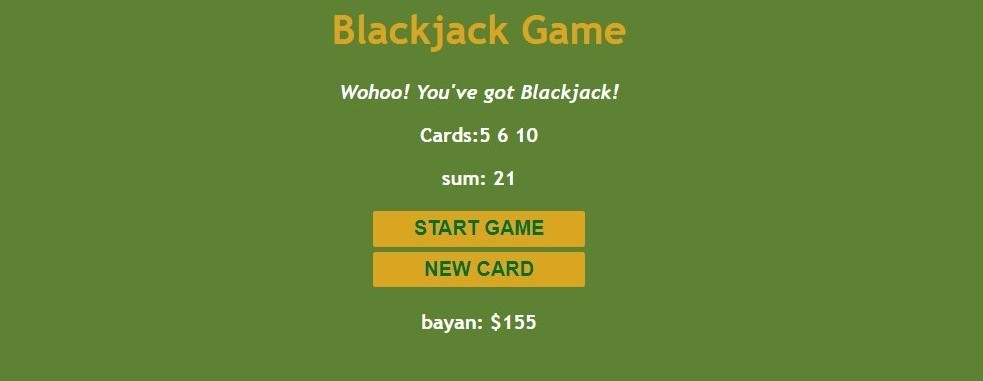 Blackjack Game
Wohoo! You've got Blackjack!
Cards:5 6 10
sum: 21
START GAME
NEW CARD
bayan: $155